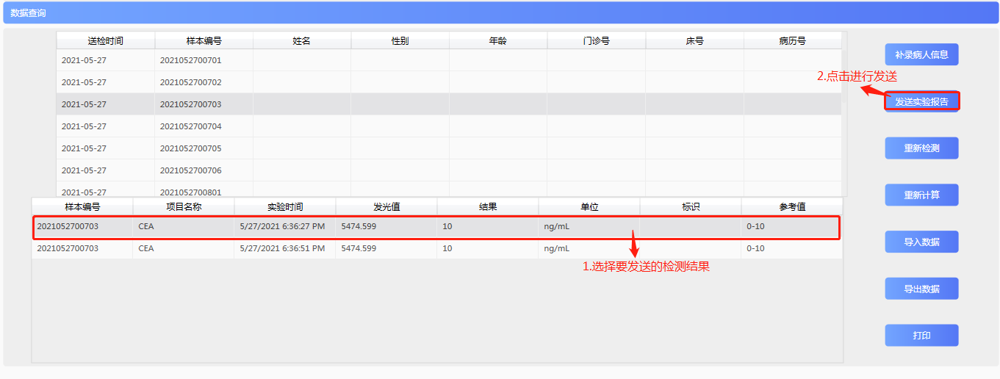 数据查询
送检时间 样本编号 姓名 性别 年龄 门诊号 床号 病历号
2021-05-27 2021052700701
2021-05-27 2021052700702
2021-05-27 2021052700703
2021-05-27 2021052700704
2021-05-27 2021052700705
2021-05-27 2021052700706
2021-05-27 2021052700801
样本编号 项目名称 实验时间 发光值 结果 单位 标识 参考值
2021052700703 CEA 5/27/2021 6:36:27 PM 5474.599 10 ng/mL 0-10
2021052700703 CEA 5/27/2021 6:36:51 PM 5474.599 10 ng/mL 0-10
1.选择要发送的检测结果
补录病人信息
2.点击进行发送
发送实验报告
重新检测
重新计算
导入数据
导出数据
打印